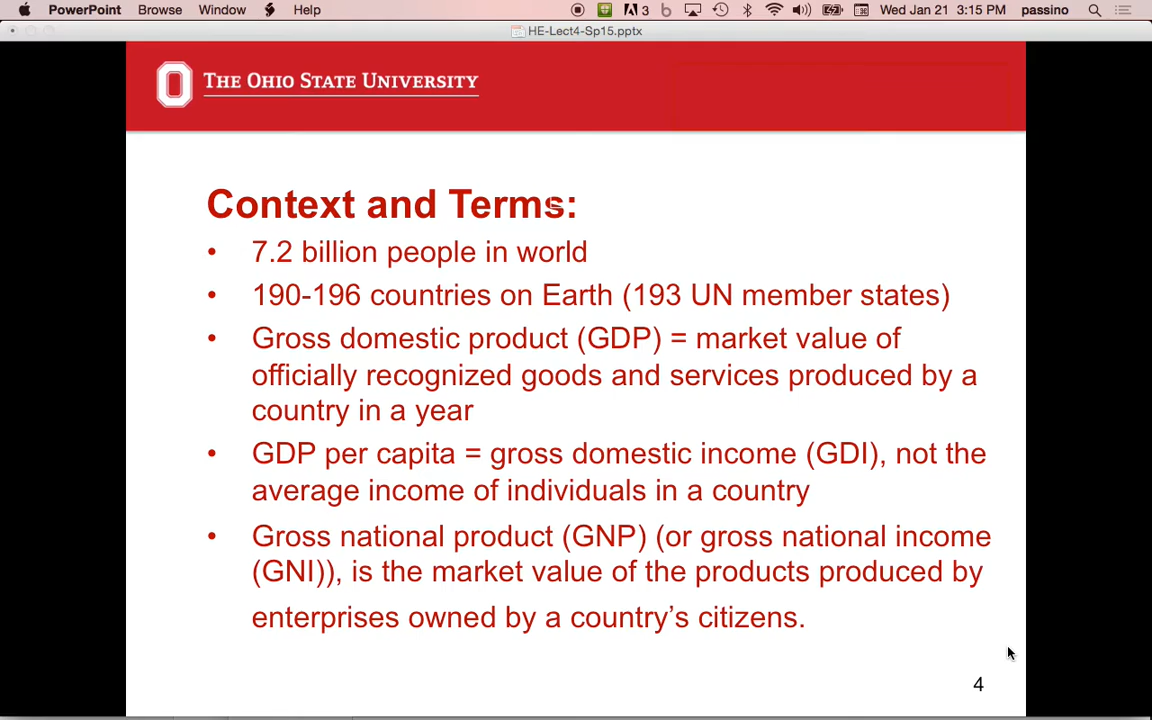 PowerPoint Browse Window Help 3 Wed Jan 21 3:15 PM passino
HE-Lect4-Sp15.pptx
THE OHIO STATE UNIVERSITY
Context and Terms:
• 7.2 billion people in world
• 190-196 countries on Earth (193 UN member states)
• Gross domestic product (GDP) = market value of
officially recognized goods and services produced by a
country in a year
• GDP per capita = gross domestic income (GDI), not the
average income of individuals in a country
• Gross national product (GNP) (or gross national income
(GNI)), is the market value of the products produced by
enterprises owned by a country’s citizens.
4